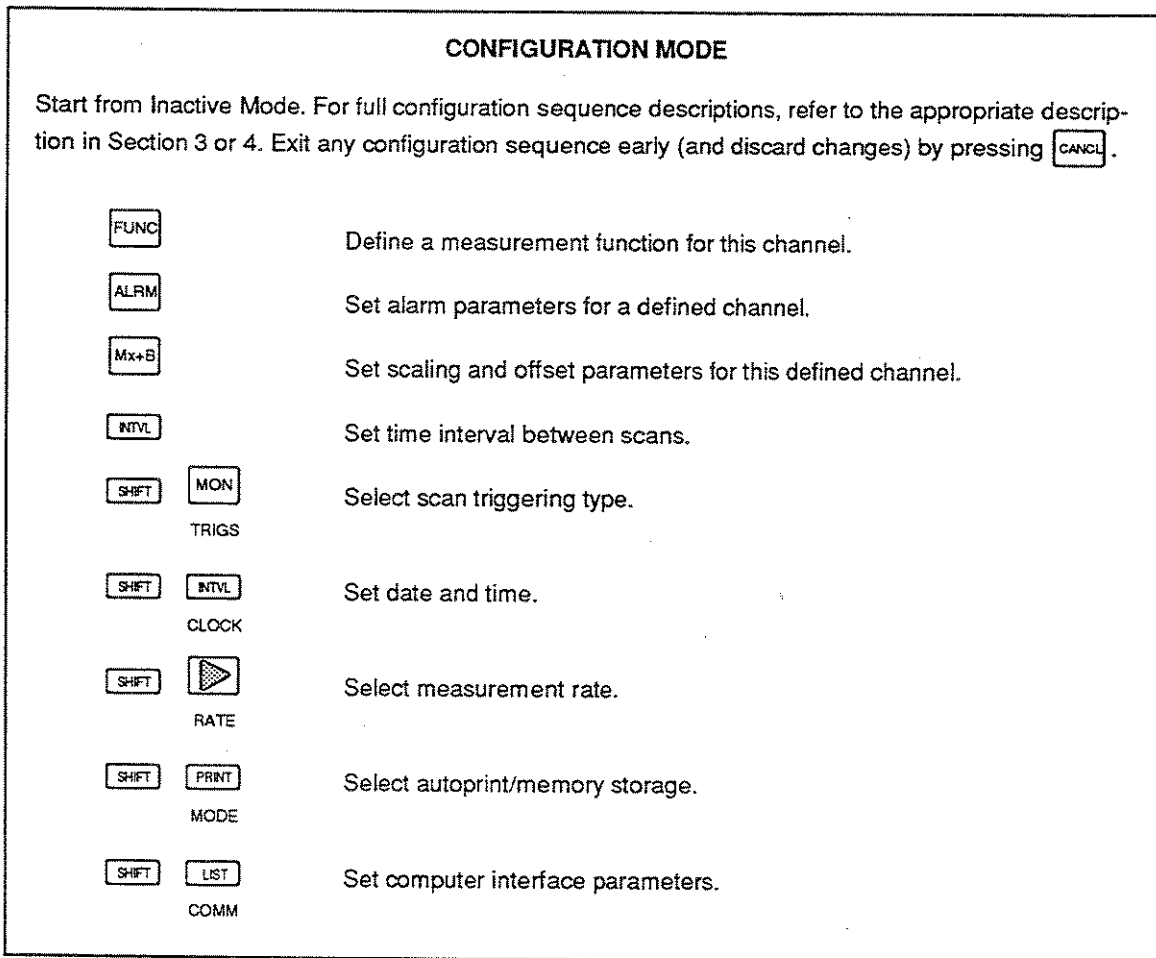 CONFIGURATION MODE
Start from Inactive Mode. For full configuration sequence descriptions, refer to the appropriate descrip-
tion in Section 3 or 4. Exit any configuration sequence early (and discard changes) by pressing CANCL.
FUNC Define a measurement function for this channel.
ALRM Set alarm parameters for a defined channel.
Mx+B Set scaling and offset parameters for this defined channel.
INTVL Set time interval between scans.
SHIFT MON Select scan triggering type.
TRIGS
SHIFT INTVL Set date and time.
CLOCK
SHIFT Select measurement rate.
RATE
SHIFT PRINT Select autoprint/memory storage.
MODE
SHIFT LIST Set computer interface parameters.
COMM